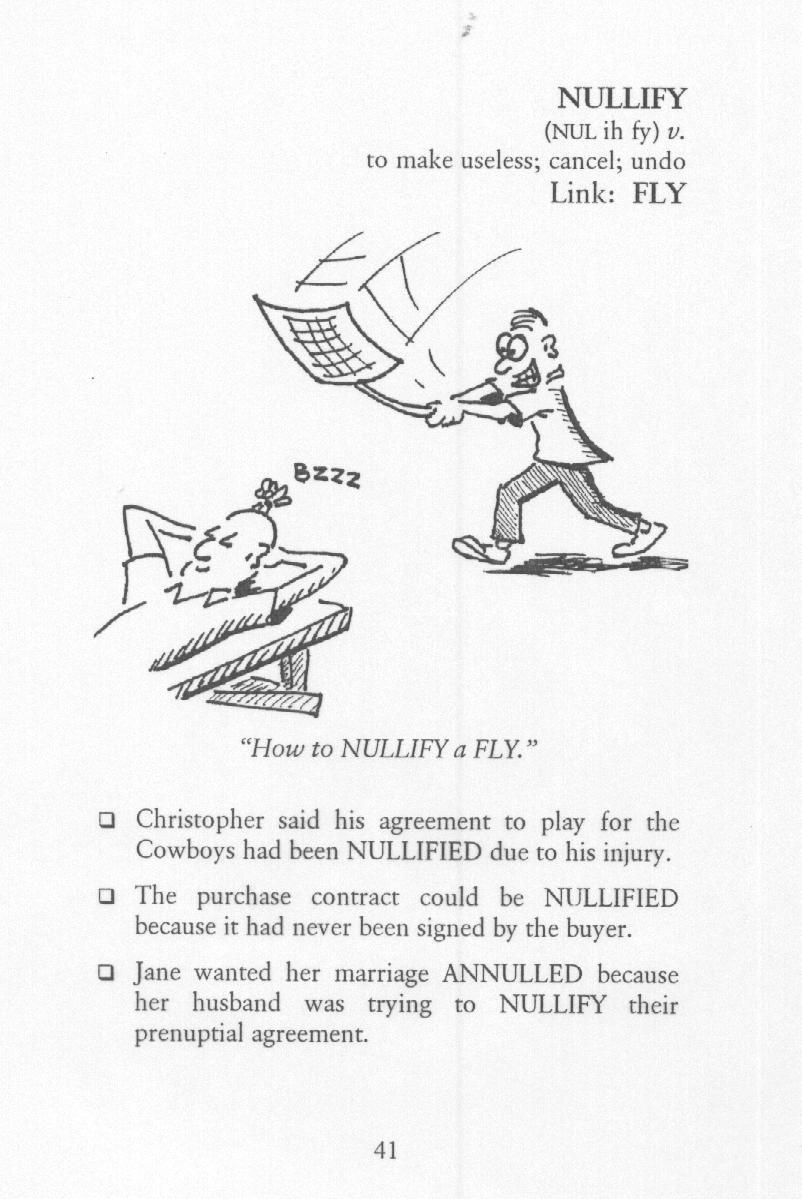 NULLIFY
(NUL ih fy) v.
to make useless; cancel; undo
Link: FLY
BZZZ
“How to NULLIFY a FLY.”
❑ Christopher said his agreement to play for the
Cowboys had been NULLIFIED due to his injury.
❑ The purchase contract could be NULLIFIED
because it had never been signed by the buyer.
❑ Jane wanted her marriage ANNULLED because
her husband was trying to NULLIFY their
prenuptial agreement.
41